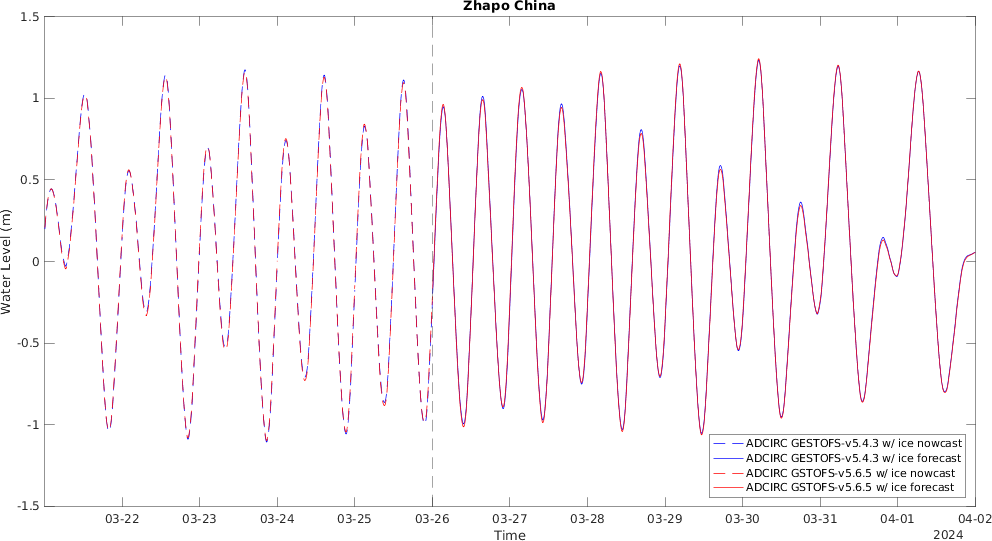 Zhapo China
1.5
1
0.5
0
-0.5
-1
-1.5
Water Level (m)
03-22 03-23 03-24 03-25 03-26 03-27 03-28 03-29 03-30 03-31 04-01 04-02
Time
2024
ADCIRC GESTOFS-v5.4.3 w/ ice nowcast
ADCIRC GESTOFS-v5.4.3 w/ ice forecast
ADCIRC GSTOFS-v5.6.5 w/ ice nowcast
ADCIRC GSTOFS-v5.6.5 w/ ice forecast